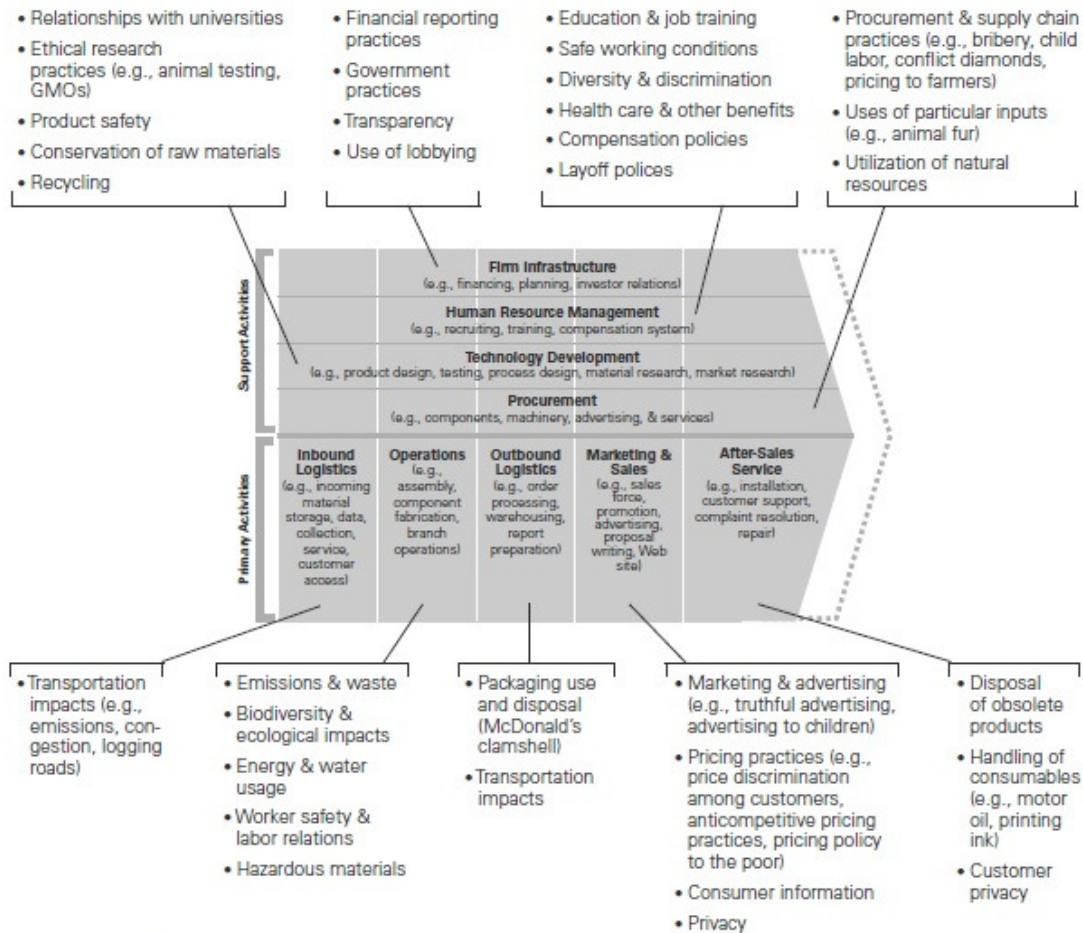 • Relationships with universities
• Ethical research
practices (e.g., animal testing,
GMOs)
• Product safety
• Conservation of raw materials
• Recycling
• Financial reporting
practices
• Government
practices
• Transparency
• Use of lobbying
• Education & job training
• Safe working conditions
• Diversity & discrimination
• Health care & other benefits
• Compensation policies
• Layoff polices
• Procurement & supply chain
practices (e.g., bribery, child
labor, conflict diamonds,
pricing to farmers)
• Uses of particular inputs
(e.g., animal fur)
• Utilization of natural
resources
Support Activities
Firm Infrastructure
(e.g., financing, planning, investor relations)
Human Resource Management
(e.g., recruiting, training, compensation system)
Technology Development
(e.g., product design, testing, process design, material research, market research)
Procurement
(e.g., components, machinery, advertising, & services)
Primary Activities
Inbound
Logistics
(e.g., incoming
material
storage, data,
collection,
service,
customer
access)
Operations
(e.g.,
assembly,
component
fabrication,
branch
operations)
Outbound
Logistics
(e.g., order
processing,
warehousing,
report
preparation)
Marketing &
Sales
(e.g., sales
force,
promotion,
advertising,
proposal
writing, Web
site)
After-Sales
Service
(e.g., installation,
customer support,
complaint resolution,
repair)
• Transportation
impacts (e.g.,
emissions, con-
gestion, logging
roads)
• Emissions & waste
• Biodiversity &
ecological impacts
• Energy & water
usage
• Worker safety &
labor relations
• Hazardous materials
• Packaging use
and disposal
(McDonald's
clamshell)
• Transportation
impacts
• Marketing & advertising
(e.g., truthful advertising,
advertising to children)
• Pricing practices (e.g.,
price discrimination
among customers,
anticompetitive pricing
practices, pricing policy
to the poor)
• Consumer information
• Privacy
• Disposal
of obsolete
products
• Handling of
consumables
(e.g., motor
oil, printing
ink)
• Customer
privacy